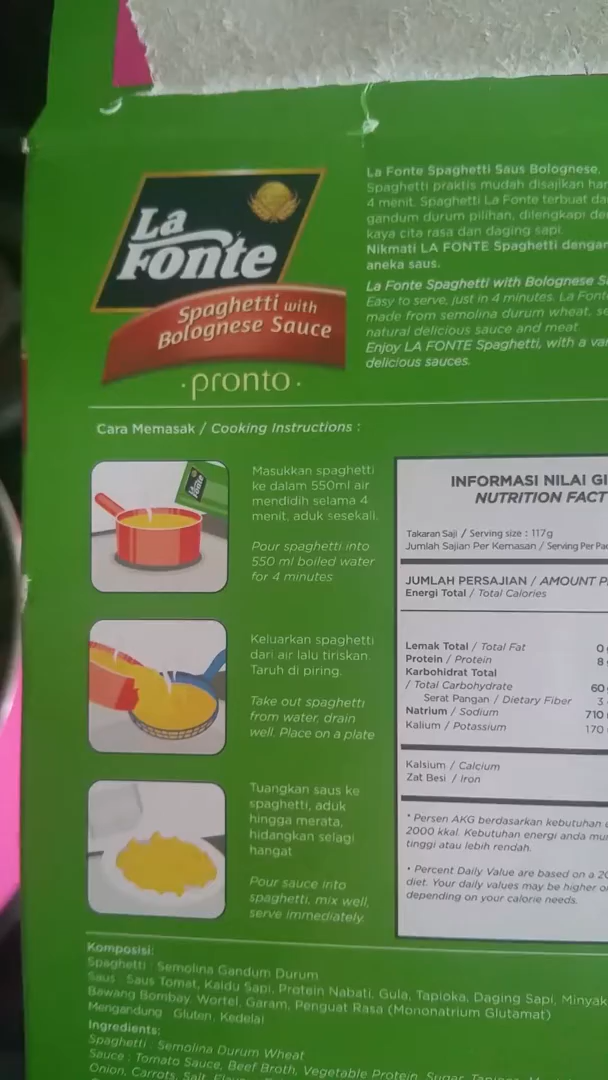 La Fonte
Spaghetti with
Bolognese Sauce
· pronto ·
La Fonte Spaghetti Saus Bolognese.
Spaghetti praktis mudah disajikan
4 menit. Spaghetti La Fonte terbuat
gandum durum pilihan, dilengkapi
kaya cita rasa dan daging sapi.
Nikmati LA FONTE Spaghetti dengan
aneka saus.
La Fonte Spaghetti with Bolognese
Easy to serve, just in 4 minutes. La
made from semolina durum wheat,
natural delicious sauce and meat
Enjoy LA FONTE Spaghetti, with a
delicious sauces.
Cara Memasak / Cooking Instructions :
La Fonte
Masukkan spaghetti
ke dalam 550ml air
mendidih selama 4
menit, aduk sesekali.
Pour spaghetti into
550 ml boiled water
for 4 minutes
Keluarkan spaghetti
dari air lalu tiriskan.
Taruh di piring.
Take out spaghetti
from water, drain
well. Place on a plate
Tuangkan saus ke
spaghetti, aduk
hingga merata,
hidangkan selagi
hangat
Pour sauce into
spaghetti, mix well,
serve immediately
INFORMASI NILAI
NUTRITION FACT
Takaran Saji / Serving size : 117g
Jumlah Sajian Per Kemasan / Serving Per
JUMLAH PERSAJIAN / AMOUNT
Energi Total / Total Calories
Lemak Total / Total Fat 0
Protein / Protein 8
Karbohidrat Total
/ Total Carbohydrate 60
Serat Pangan / Dietary Fiber 3
Natrium / Sodium 710
Kalium / Potassium 170
Kalsium / Calcium
Zat Besi / Iron
* Persen AKG berdasarkan kebutuhan
2000 kkal. Kebutuhan energi anda
tinggi atau lebih rendah.
• Percent Daily Value are based on a
diet. Your daily values may be higher
depending on your calorie needs.
Komposisi:
Spaghetti : Semolina Gandum Durum
Saus : Saus Tomat, Kaldu Sapi, Protein Nabati, Gula, Tapioka, Daging Sapi, Minyak
Bawang Bombay, Wortel, Garam, Penguat Rasa (Mononatrium Glutamat)
Mengandung Gluten, Kedelai
Ingredients:
Spaghetti : Semolina Durum Wheat
Sauce : Tomato Sauce, Beef Broth, Vegetable Protein, Sugar,
Onion, Carrots, Salt,